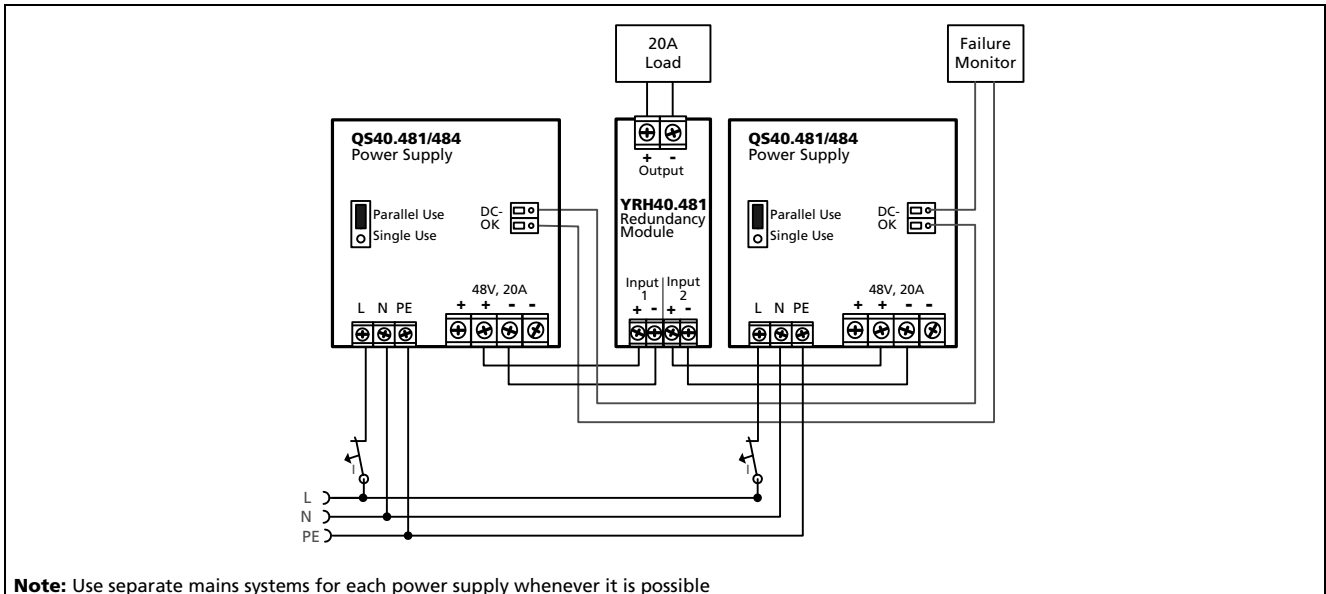 20A
Load
Failure
Monitor
QS40.481/484
Power Supply
Parallel Use
Single Use
DC-
OK
48V, 20A
L N PE
+ + - -
+ -
Output
YRH40.481
Redundancy
Module
Input Input
1 2
+ - + -
QS40.481/484
Power Supply
Parallel Use
Single Use
DC-
OK
48V, 20A
L N PE
+ + - -
I
I
L
N
PE
Note: Use separate mains systems for each power supply whenever it is possible